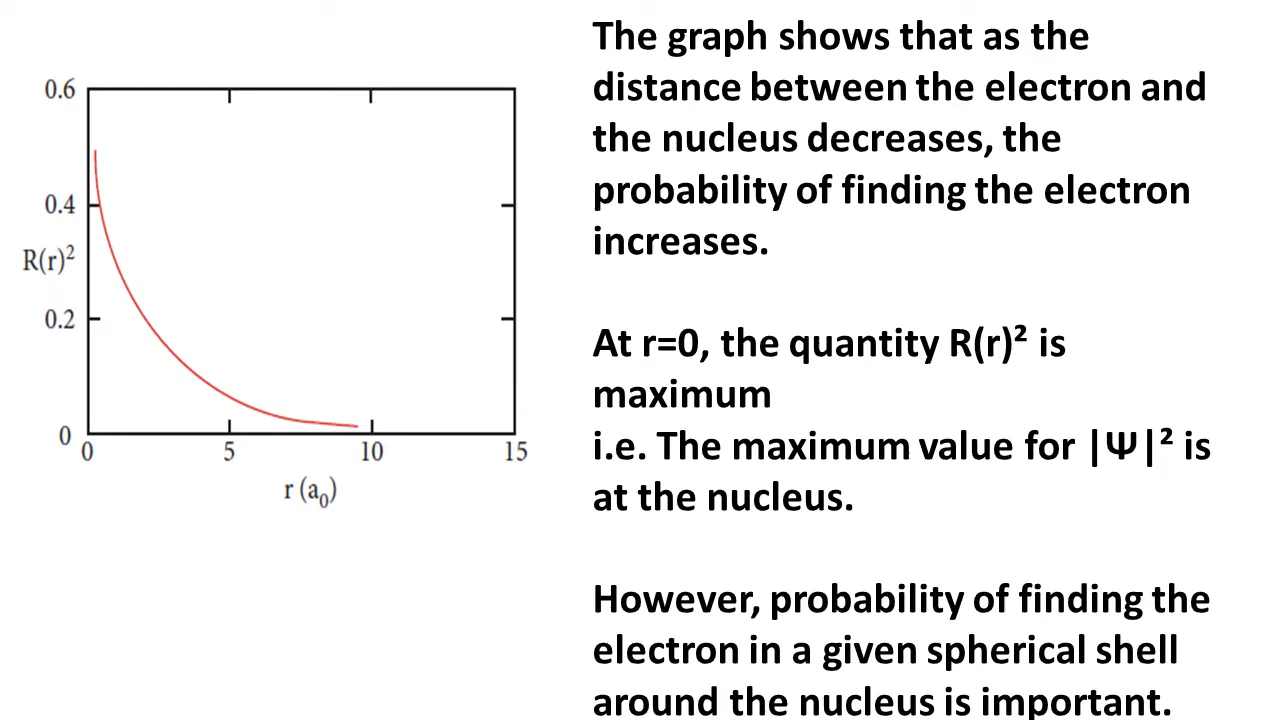 The graph shows that as the
distance between the electron and
the nucleus decreases, the
probability of finding the electron
increases.
At r=0, the quantity R(r)² is
maximum
i.e. The maximum value for |Ψ|² is
at the nucleus.
However, probability of finding the
electron in a given spherical shell
around the nucleus is important.
0.6
0.4
R(r)²
0.2
0
0 5 10 15
r (a₀)